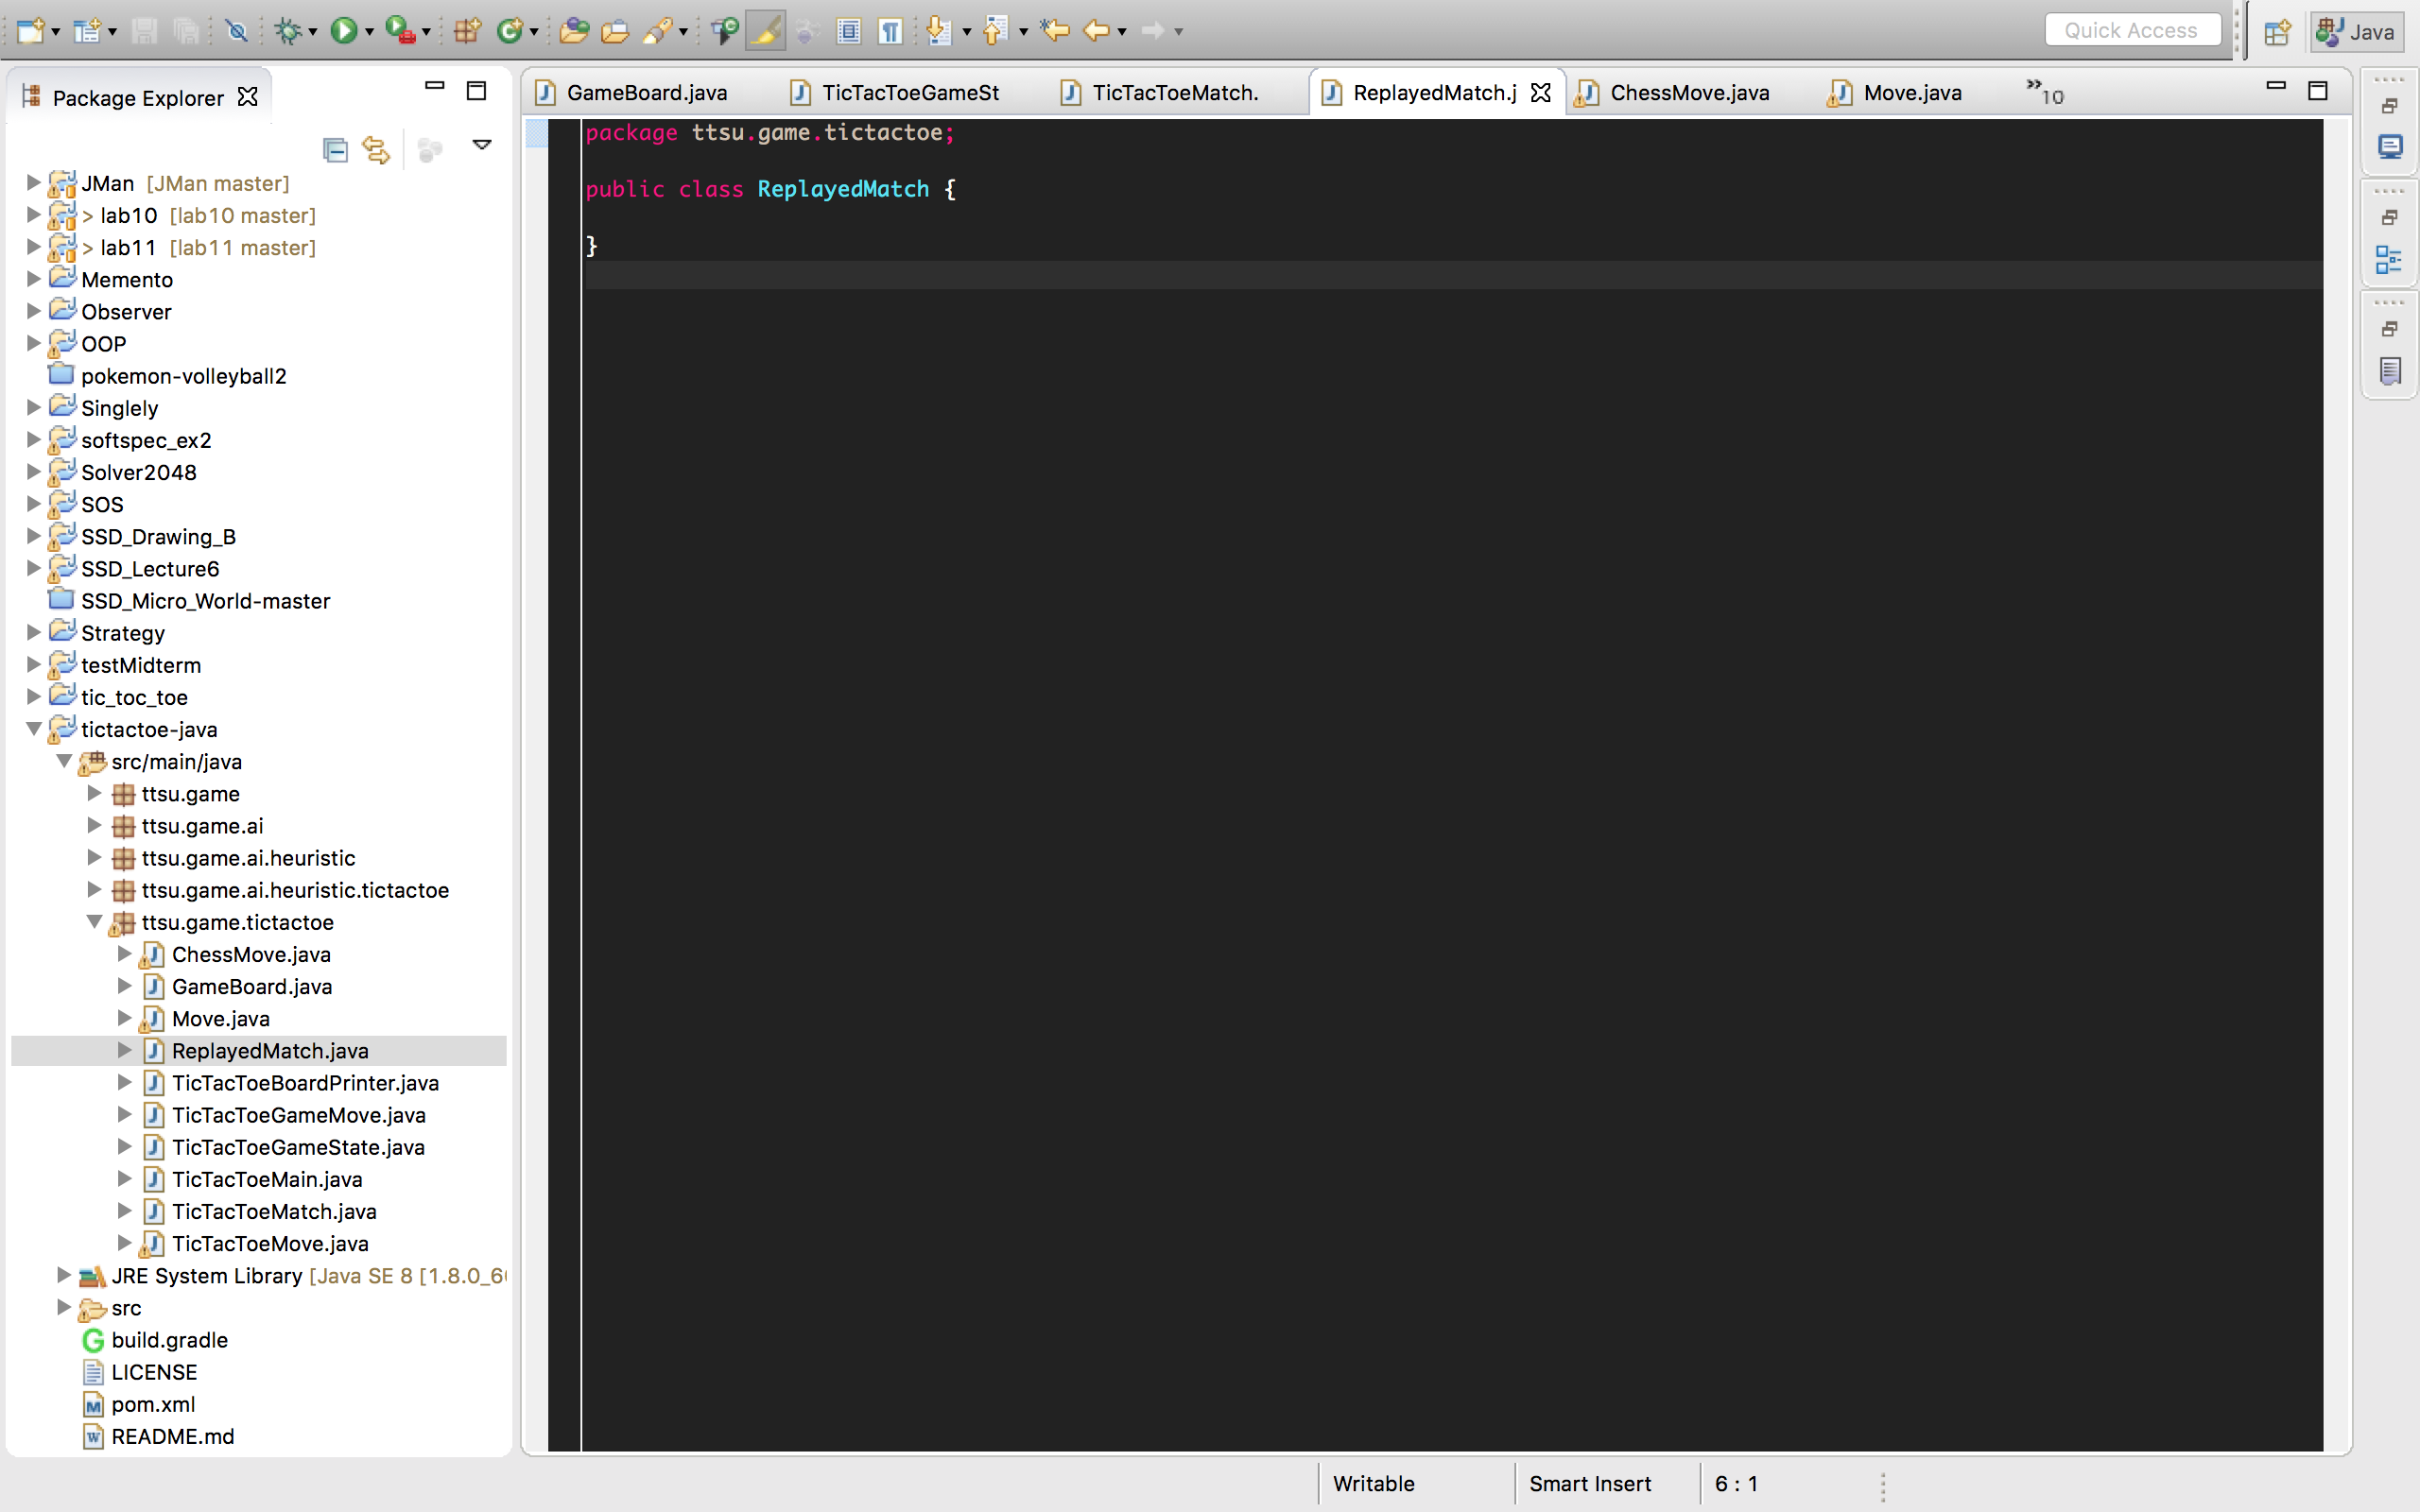 Quick Access
Java
Package Explorer
GameBoard.java
TicTacToeGameSt
TicTacToeMatch.
ReplayedMatch.j
ChessMove.java
Move.java
»10
JMan [JMan master]
> lab10 [lab10 master]
> lab11 [lab11 master]
Memento
Observer
OOP
pokemon-volleyball2
Singlely
softspec_ex2
Solver2048
SOS
SSD_Drawing_B
SSD_Lecture6
SSD_Micro_World-master
Strategy
testMidterm
tic_toc_toe
tictactoe-java
src/main/java
ttsu.game
ttsu.game.ai
ttsu.game.ai.heuristic
ttsu.game.ai.heuristic.tictactoe
ttsu.game.tictactoe
ChessMove.java
GameBoard.java
Move.java
ReplayedMatch.java
TicTacToeBoardPrinter.java
TicTacToeGameMove.java
TicTacToeGameState.java
TicTacToeMain.java
TicTacToeMatch.java
TicTacToeMove.java
JRE System Library [Java SE 8 [1.8.0_6
src
build.gradle
LICENSE
pom.xml
README.md
package ttsu.game.tictactoe;
public class ReplayedMatch {
}
Writable
Smart Insert
6 : 1